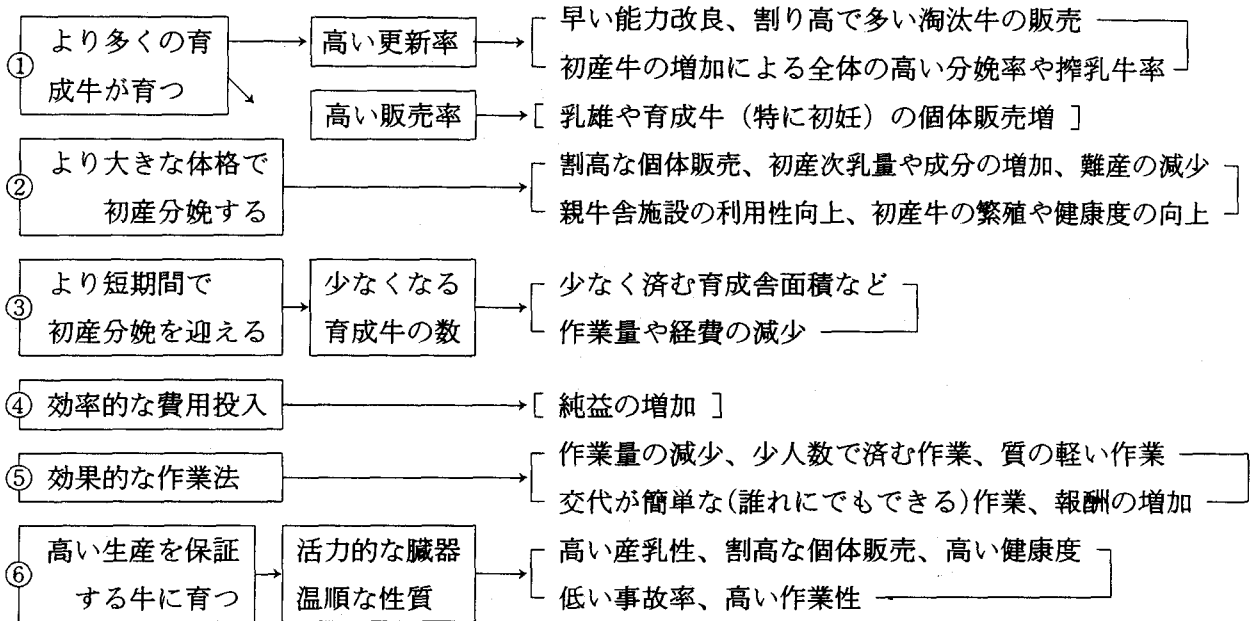 ① より多くの育
成牛が育つ
高い更新率
早い能力改良、割り高で多い淘汰牛の販売
初産牛の増加による全体の高い分娩率や搾乳牛率
高い販売率
[ 乳雄や育成牛（特に初妊）の個体販売増 ]
② より大きな体格で
初産分娩する
割高な個体販売、初産次乳量や成分の増加、難産の減少
親牛舎施設の利用性向上、初産牛の繁殖や健康度の向上
③ より短期間で
初産分娩を迎える
少なくなる
育成牛の数
少なく済む育成舎面積など
作業量や経費の減少
④ 効率的な費用投入
[ 純益の増加 ]
⑤ 効果的な作業法
作業量の減少、少人数で済む作業、質の軽い作業
交代が簡単な(誰れにでもできる)作業、報酬の増加
⑥ 高い生産を保証
する牛に育つ
活力的な臓器
温順な性質
高い産乳性、割高な個体販売、高い健康度
低い事故率、高い作業性